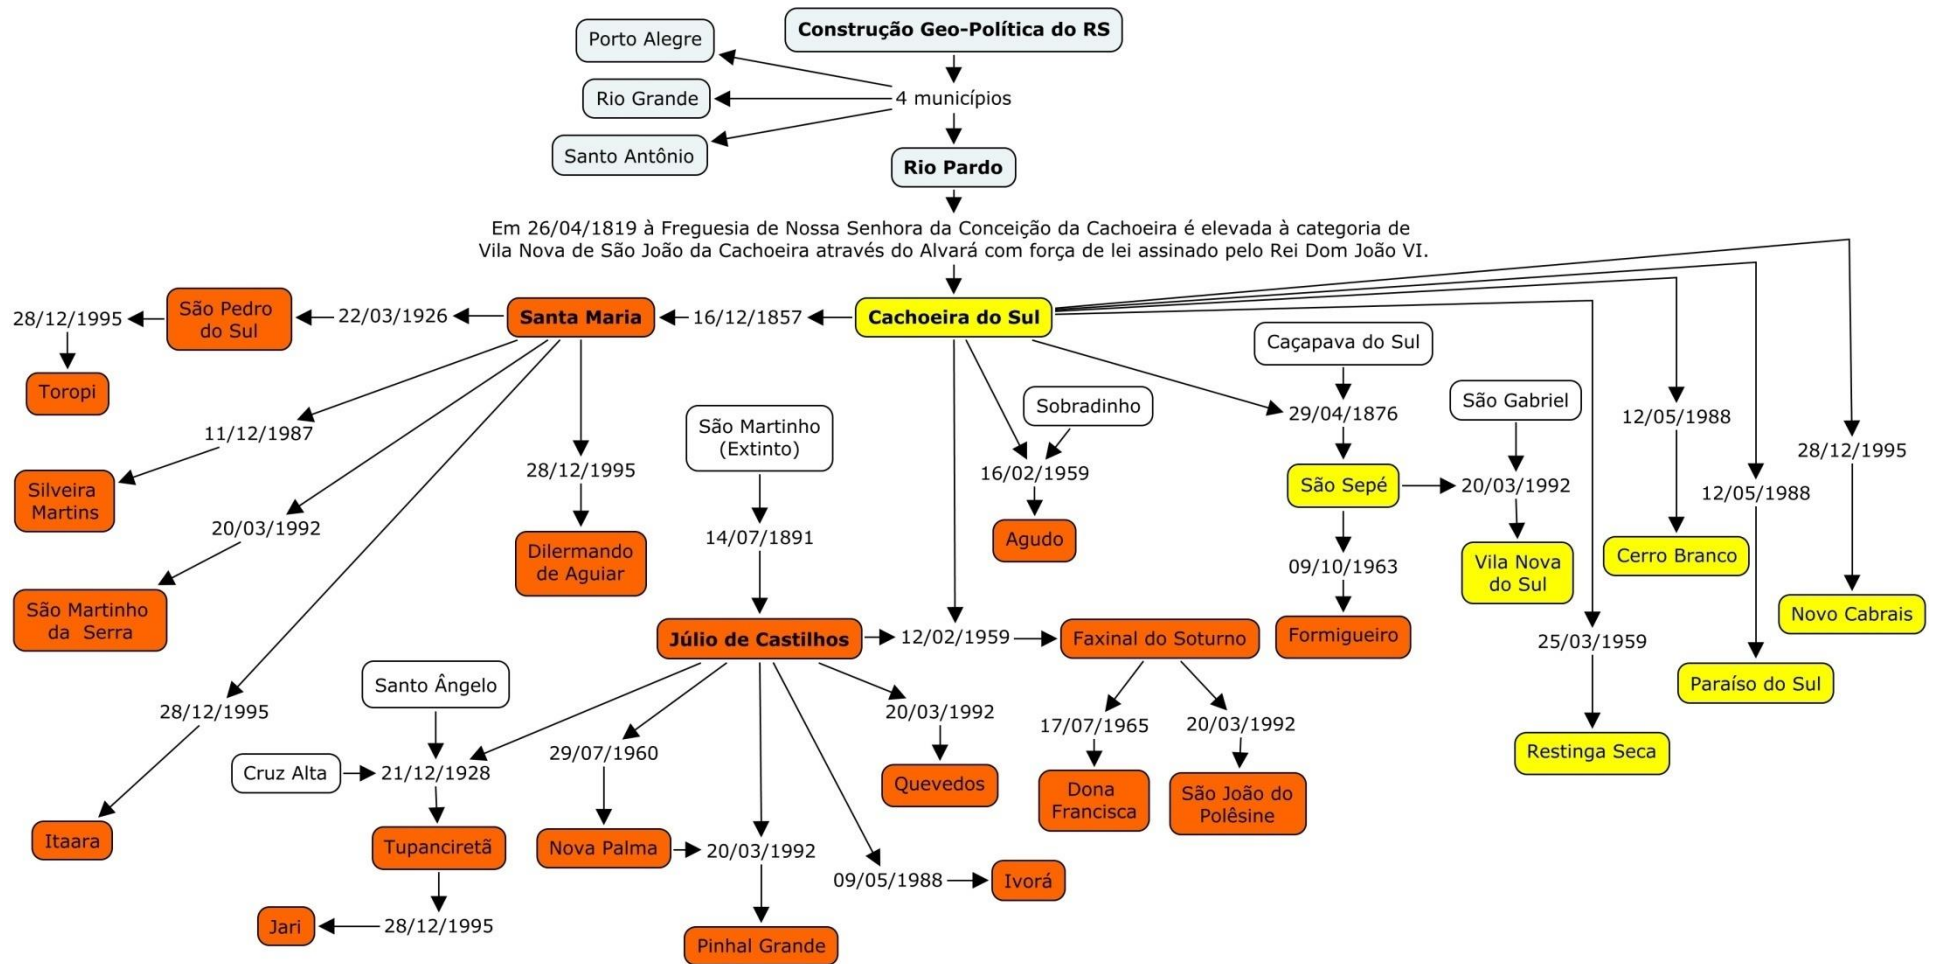 Construção Geo-Política do RS
Porto Alegre
Rio Grande
4 municípios
Santo Antônio
Rio Pardo
Em 26/04/1819 à Freguesia de Nossa Senhora da Conceição da Cachoeira é elevada à categoria de
Vila Nova de São João da Cachoeira através do Alvará com força de lei assinado pelo Rei Dom João VI.
28/12/1995
São Pedro
do Sul
22/03/1926
Santa Maria
16/12/1857
Cachoeira do Sul
Caçapava do Sul
Toropi
Sobradinho
São Gabriel
29/04/1876
12/05/1988
11/12/1987
São Martinho
(Extinto)
28/12/1995
28/12/1995
16/02/1959
São Sepé
20/03/1992
12/05/1988
Silveira
Martins
20/03/1992
14/07/1891
Agudo
Dilermando
de Aguiar
09/10/1963
Vila Nova
do Sul
Cerro Branco
São Martinho
da Serra
Novo Cabrais
Júlio de Castilhos
12/02/1959
Faxinal do Soturno
Formigueiro
25/03/1959
Santo Ângelo
Paraíso do Sul
28/12/1995
20/03/1992
17/07/1965
20/03/1992
29/07/1960
Restinga Seca
Cruz Alta
21/12/1928
Quevedos
Dona
Francisca
São João do
Polêsine
Itaara
Tupanciretã
Nova Palma
20/03/1992
09/05/1988
Ivorá
Jari
28/12/1995
Pinhal Grande